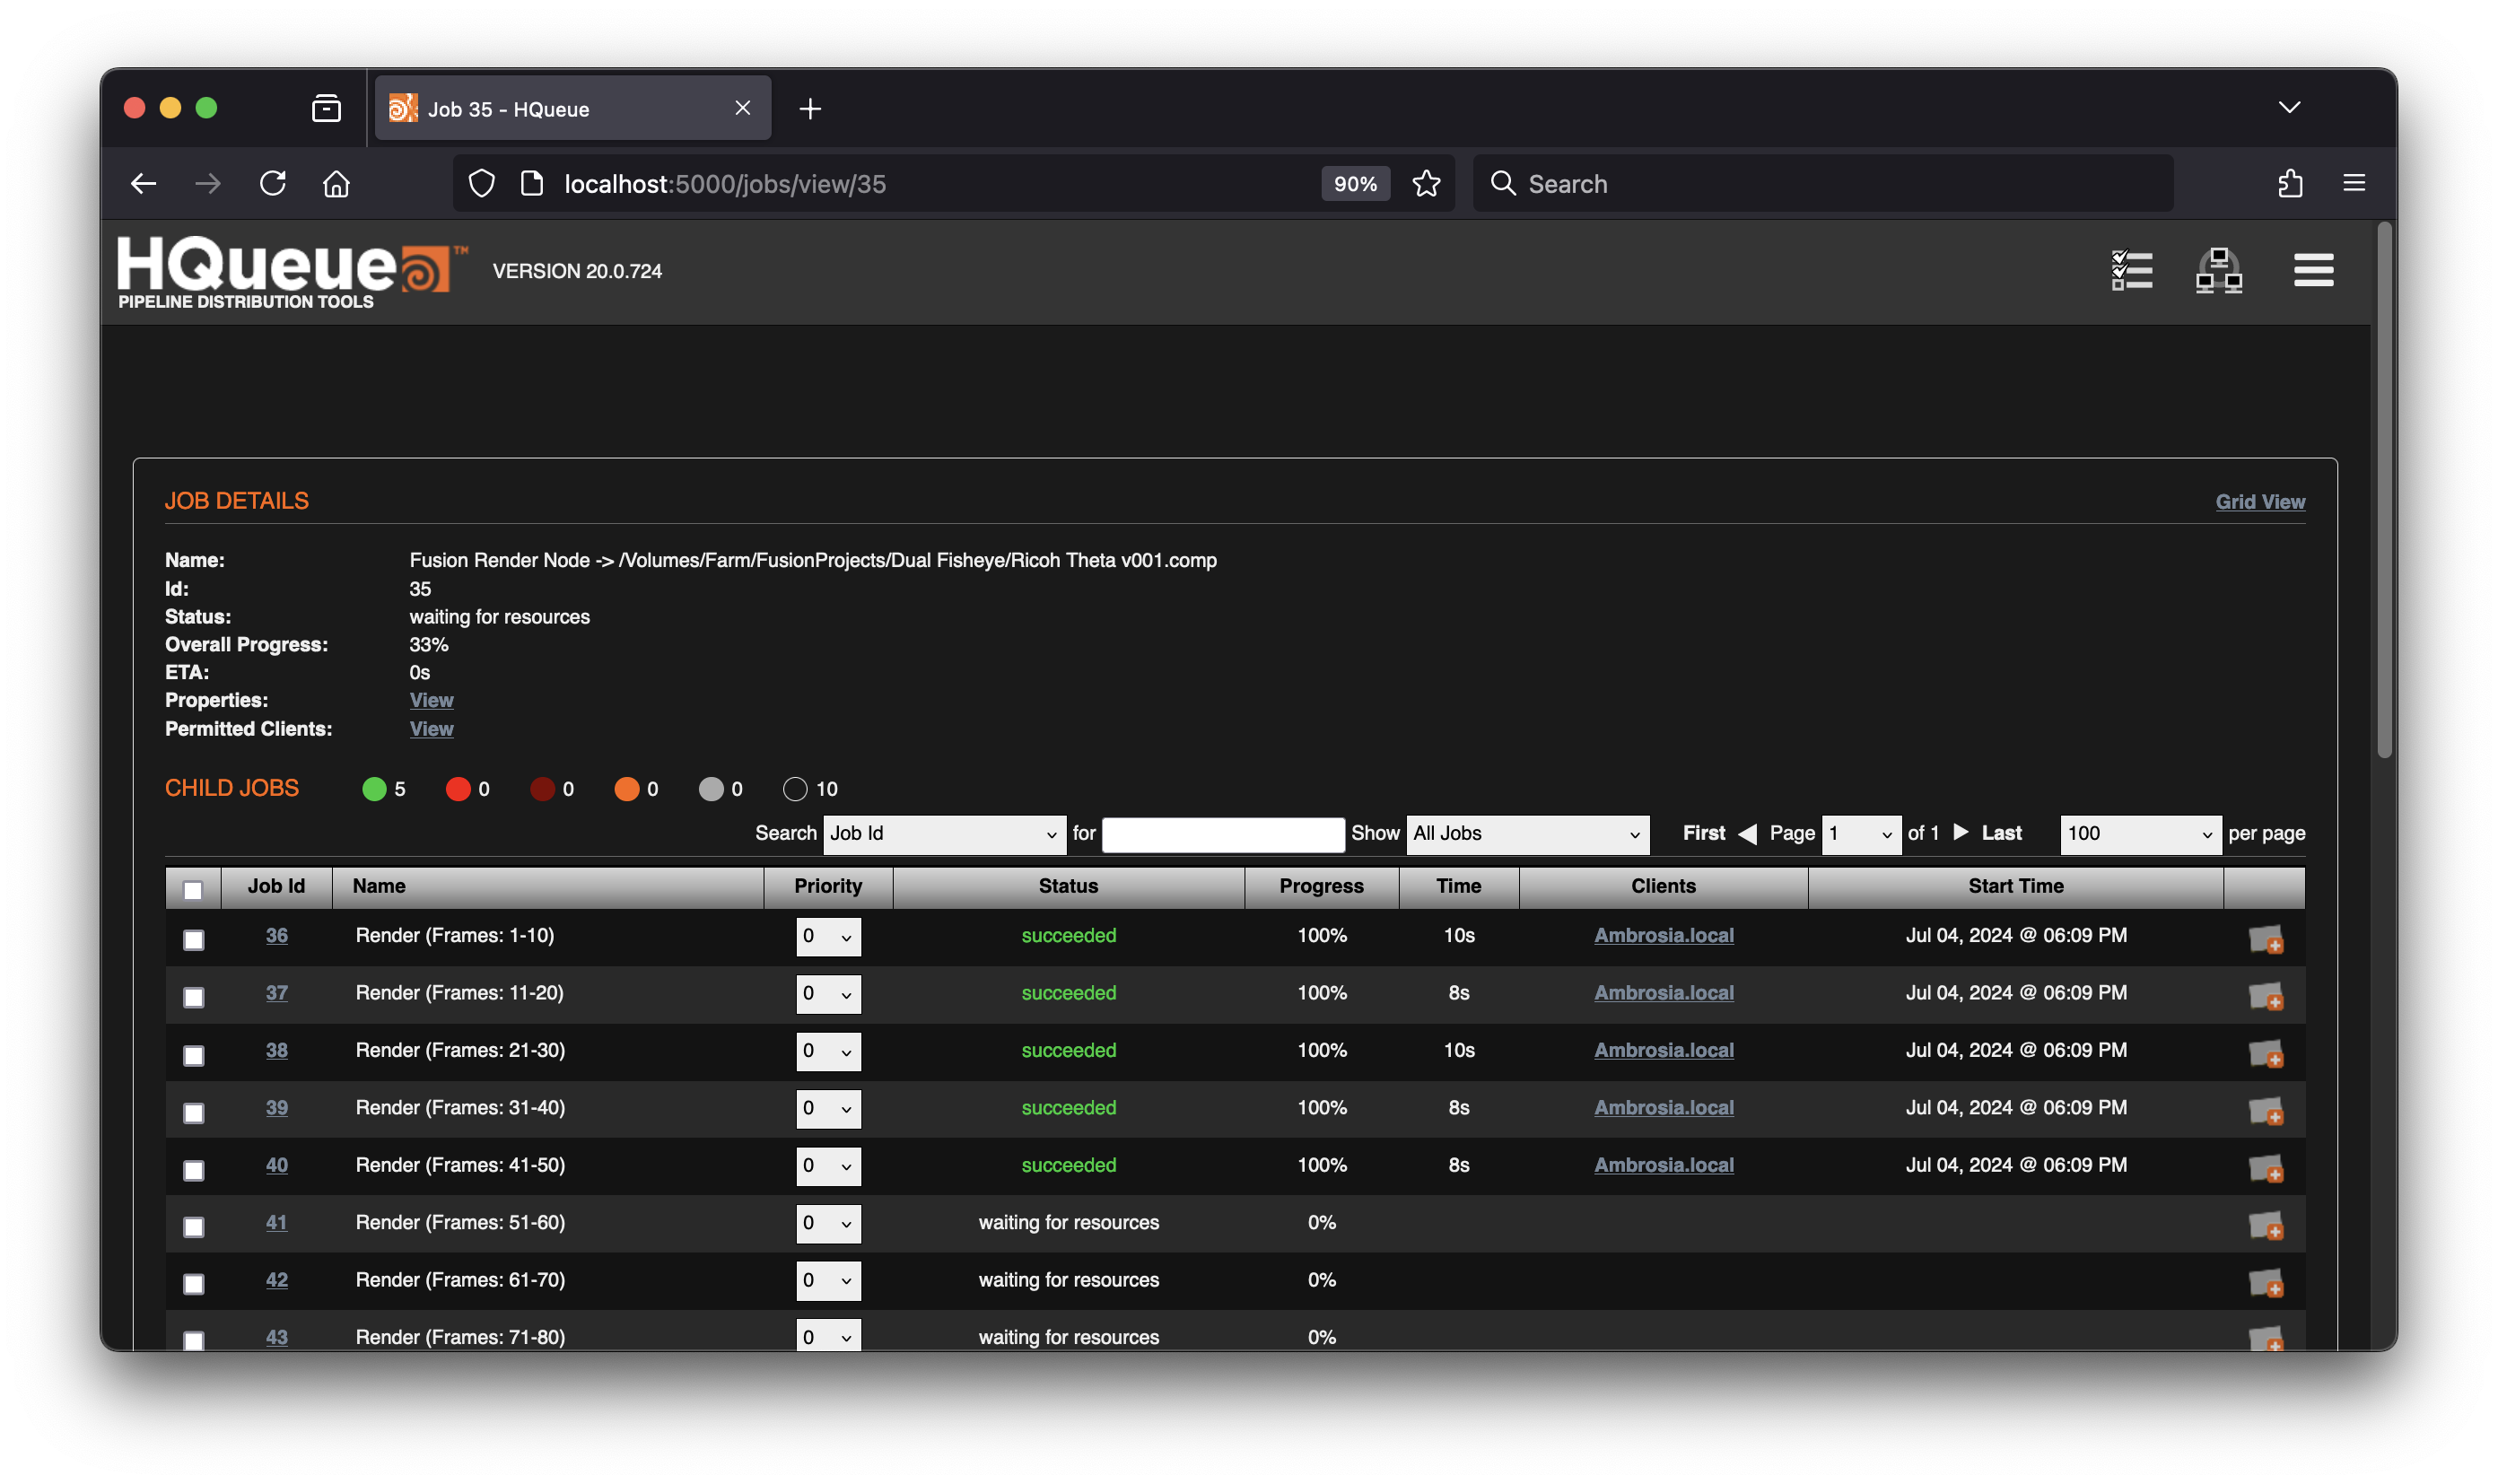 Job 35 - HQueue
localhost:5000/jobs/view/35 90% Search
HQueue™ VERSION 20.0.724
PIPELINE DISTRIBUTION TOOLS
JOB DETAILS Grid View
Name: Fusion Render Node -> /Volumes/Farm/FusionProjects/Dual Fisheye/Ricoh Theta v001.comp
Id: 35
Status: waiting for resources
Overall Progress: 33%
ETA: 0s
Properties: View
Permitted Clients: View
CHILD JOBS 5 0 0 0 0 10
Search Job Id for Show All Jobs First Page 1 of 1 Last 100 per page
Job Id Name Priority Status Progress Time Clients Start Time
36 Render (Frames: 1-10) 0 succeeded 100% 10s Ambrosia.local Jul 04, 2024 @ 06:09 PM
37 Render (Frames: 11-20) 0 succeeded 100% 8s Ambrosia.local Jul 04, 2024 @ 06:09 PM
38 Render (Frames: 21-30) 0 succeeded 100% 10s Ambrosia.local Jul 04, 2024 @ 06:09 PM
39 Render (Frames: 31-40) 0 succeeded 100% 8s Ambrosia.local Jul 04, 2024 @ 06:09 PM
40 Render (Frames: 41-50) 0 succeeded 100% 8s Ambrosia.local Jul 04, 2024 @ 06:09 PM
41 Render (Frames: 51-60) 0 waiting for resources 0%
42 Render (Frames: 61-70) 0 waiting for resources 0%
43 Render (Frames: 71-80) 0 waiting for resources 0%